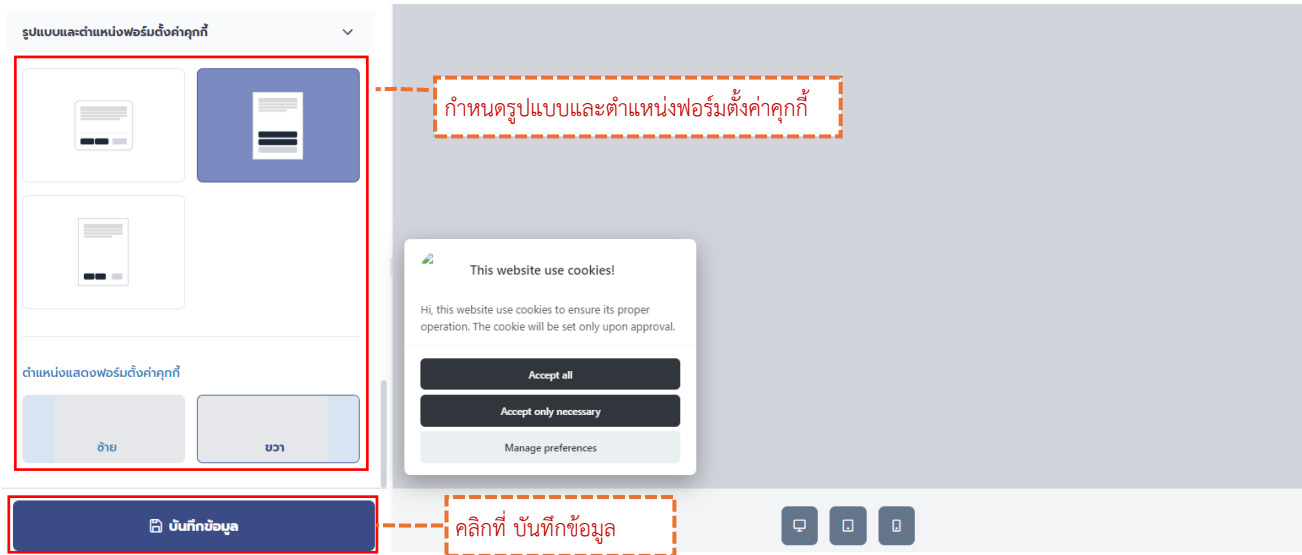 รูปแบบและตำแหน่งฟอร์มตั้งค่าคุกกี้
กำหนดรูปแบบและตำแหน่งฟอร์มตั้งค่าคุกกี้
This website use cookies!
Hi, this website use cookies to ensure its proper
operation. The cookie will be set only upon approval.
Accept all
Accept only necessary
Manage preferences
ตำแหน่งแสดงฟอร์มตั้งค่าคุกกี้
ซ้าย
ขวา
บันทึกข้อมูล
คลิกที่ บันทึกข้อมูล